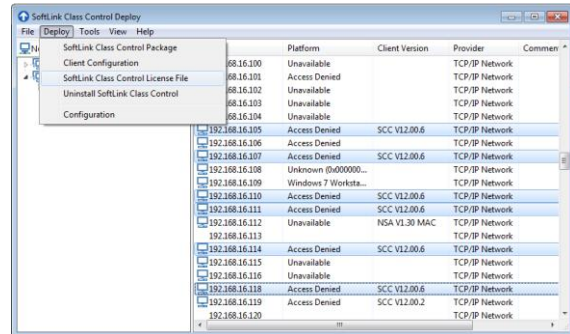 SoftLink Class Control Deploy
File Deploy Tools View Help
Platform Client Version Provider Comment
SoftLink Class Control Package
Client Configuration
SoftLink Class Control License File
Uninstall SoftLink Class Control
Configuration
68.16.100 Unavailable TCP/IP Network
68.16.101 Access Denied TCP/IP Network
68.16.102 Unavailable TCP/IP Network
68.16.103 Unavailable TCP/IP Network
68.16.104 Unavailable TCP/IP Network
192.168.16.105 Access Denied SCC V12.00.6 TCP/IP Network
192.168.16.106 Access Denied TCP/IP Network
192.168.16.107 Access Denied SCC V12.00.6 TCP/IP Network
192.168.16.108 Unknown (0x000000... TCP/IP Network
192.168.16.109 Windows 7 Worksta... TCP/IP Network
192.168.16.110 Access Denied SCC V12.00.6 TCP/IP Network
192.168.16.111 Access Denied SCC V12.00.6 TCP/IP Network
192.168.16.112 Unavailable NSA V1.30 MAC TCP/IP Network
192.168.16.113 TCP/IP Network
192.168.16.114 Access Denied SCC V12.00.6 TCP/IP Network
192.168.16.115 Unavailable TCP/IP Network
192.168.16.116 Unavailable TCP/IP Network
192.168.16.118 Access Denied SCC V12.00.6 TCP/IP Network
192.168.16.119 Access Denied SCC V12.00.2 TCP/IP Network
192.168.16.120 TCP/IP Network